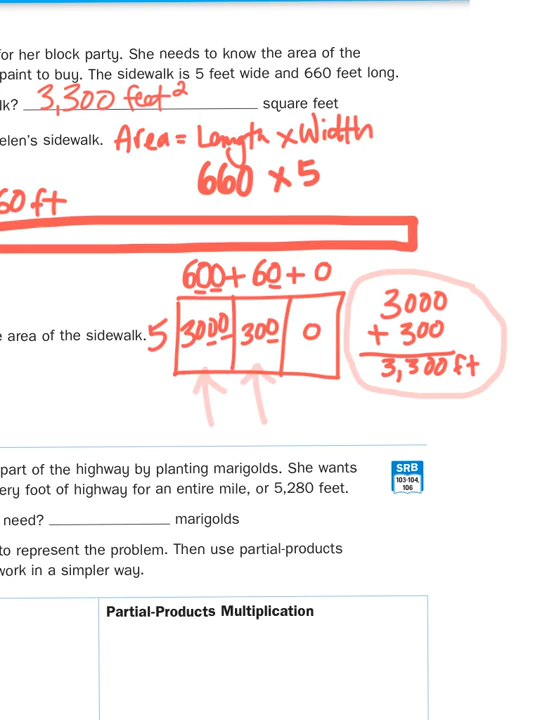 for her block party. She needs to know the area of the
paint to buy. The sidewalk is 5 feet wide and 660 feet long.
lk? 3,300 feet² square feet
elen's sidewalk. Area = Length x Width
660 x 5
60 ft
600 + 60 + 0
e area of the sidewalk. 5 3000 300 0
3000
+ 300
3,300 ft
part of the highway by planting marigolds. She wants
ery foot of highway for an entire mile, or 5,280 feet.
SRB
103-104,
106
need? marigolds
to represent the problem. Then use partial-products
work in a simpler way.
Partial-Products Multiplication